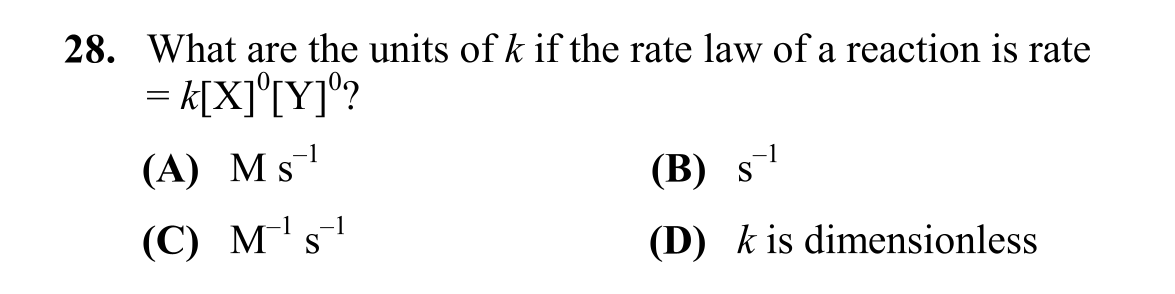 28. What are the units of k if the rate law of a reaction is rate
= k[X]⁰[Y]⁰?
(A) M s⁻¹ (B) s⁻¹
(C) M⁻¹ s⁻¹ (D) k is dimensionless